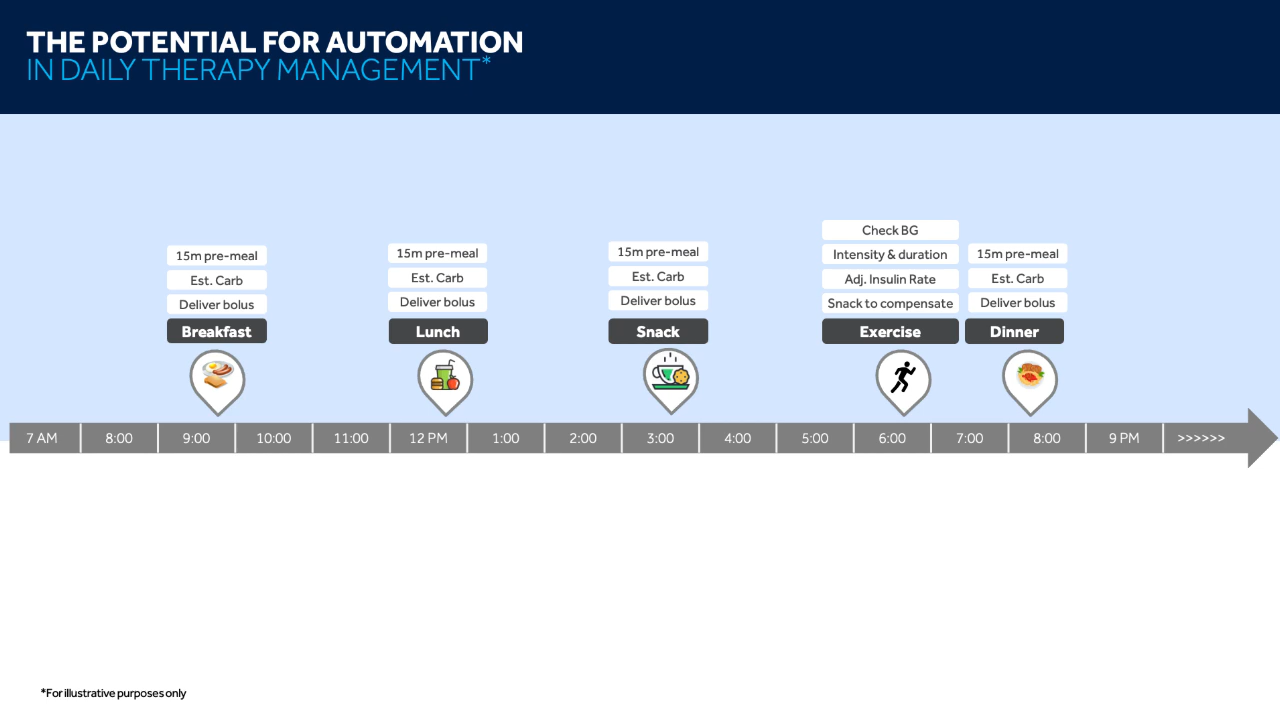 THE POTENTIAL FOR AUTOMATION
IN DAILY THERAPY MANAGEMENT*
15m pre-meal
Est. Carb
Deliver bolus
Breakfast
15m pre-meal
Est. Carb
Deliver bolus
Lunch
15m pre-meal
Est. Carb
Deliver bolus
Snack
Check BG
Intensity & duration
Adj. Insulin Rate
Snack to compensate
Exercise
15m pre-meal
Est. Carb
Deliver bolus
Dinner
7 AM 8:00 9:00 10:00 11:00 12 PM 1:00 2:00 3:00 4:00 5:00 6:00 7:00 8:00 9 PM >>>>>>
*For illustrative purposes only